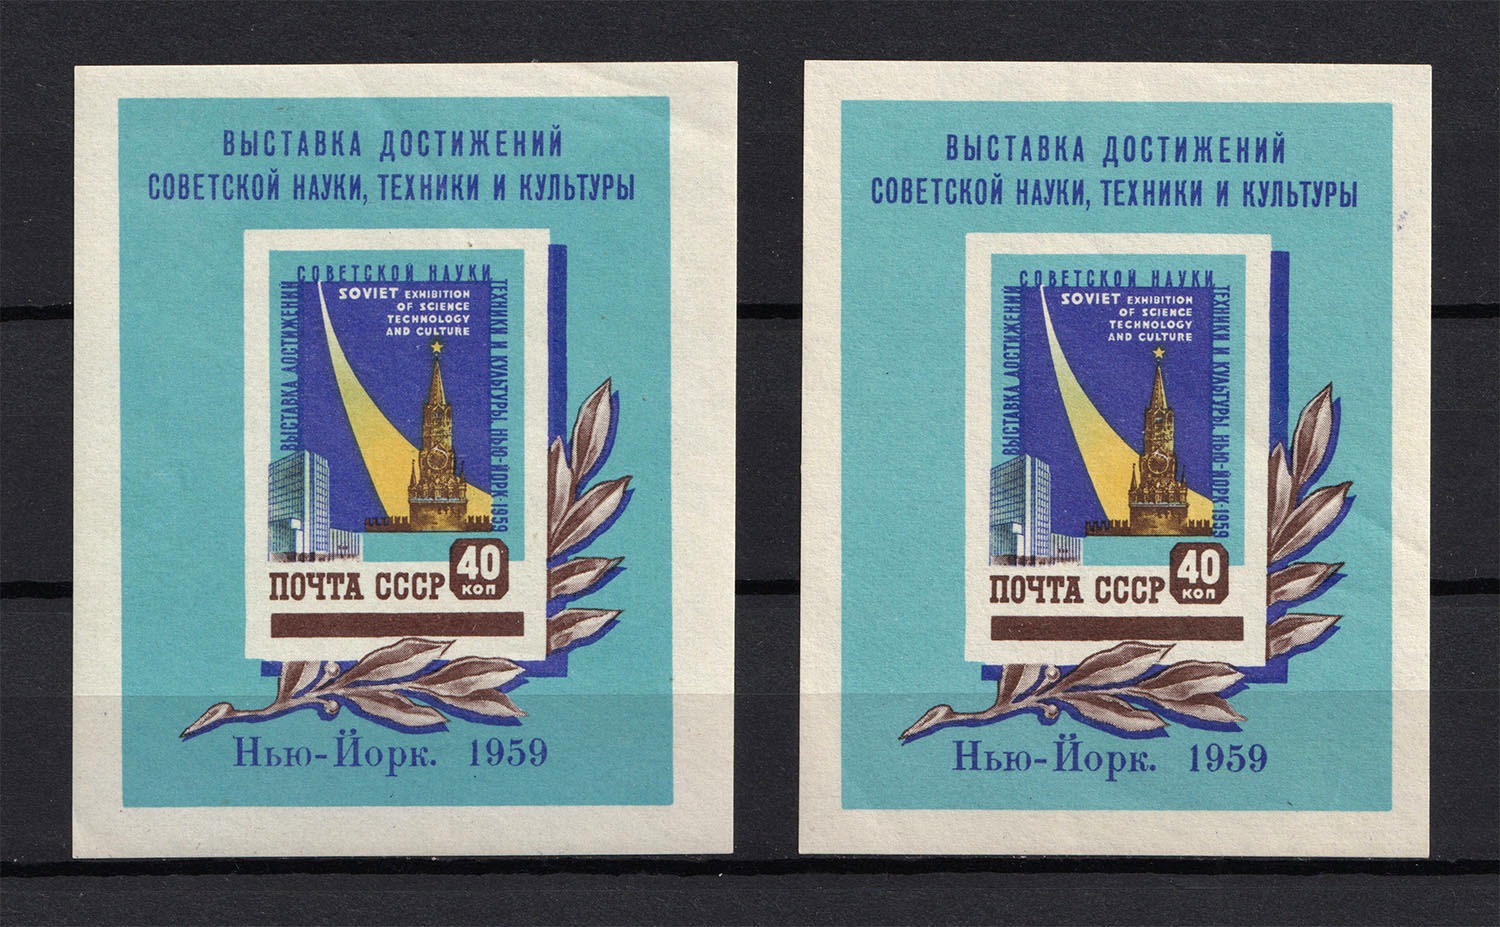 ВЫСТАВКА ДОСТИЖЕНИЙ
СОВЕТСКОЙ НАУКИ, ТЕХНИКИ И КУЛЬТУРЫ
ВЫСТАВКА ДОСТИЖЕНИЙ
СОВЕТСКОЙ НАУКИ
ТЕХНИКИ И КУЛЬТУРЫ. НЬЮ-ЙОРК-1959
SOVIET EXHIBITION
OF SCIENCE
TECHNOLOGY
AND CULTURE
ПОЧТА СССР
40
КОП
Нью-Йорк. 1959
ВЫСТАВКА ДОСТИЖЕНИЙ
СОВЕТСКОЙ НАУКИ, ТЕХНИКИ И КУЛЬТУРЫ
ВЫСТАВКА ДОСТИЖЕНИЙ
СОВЕТСКОЙ НАУКИ
ТЕХНИКИ И КУЛЬТУРЫ. НЬЮ-ЙОРК-1959
SOVIET EXHIBITION
OF SCIENCE
TECHNOLOGY
AND CULTURE
ПОЧТА СССР
40
КОП
Нью-Йорк. 1959